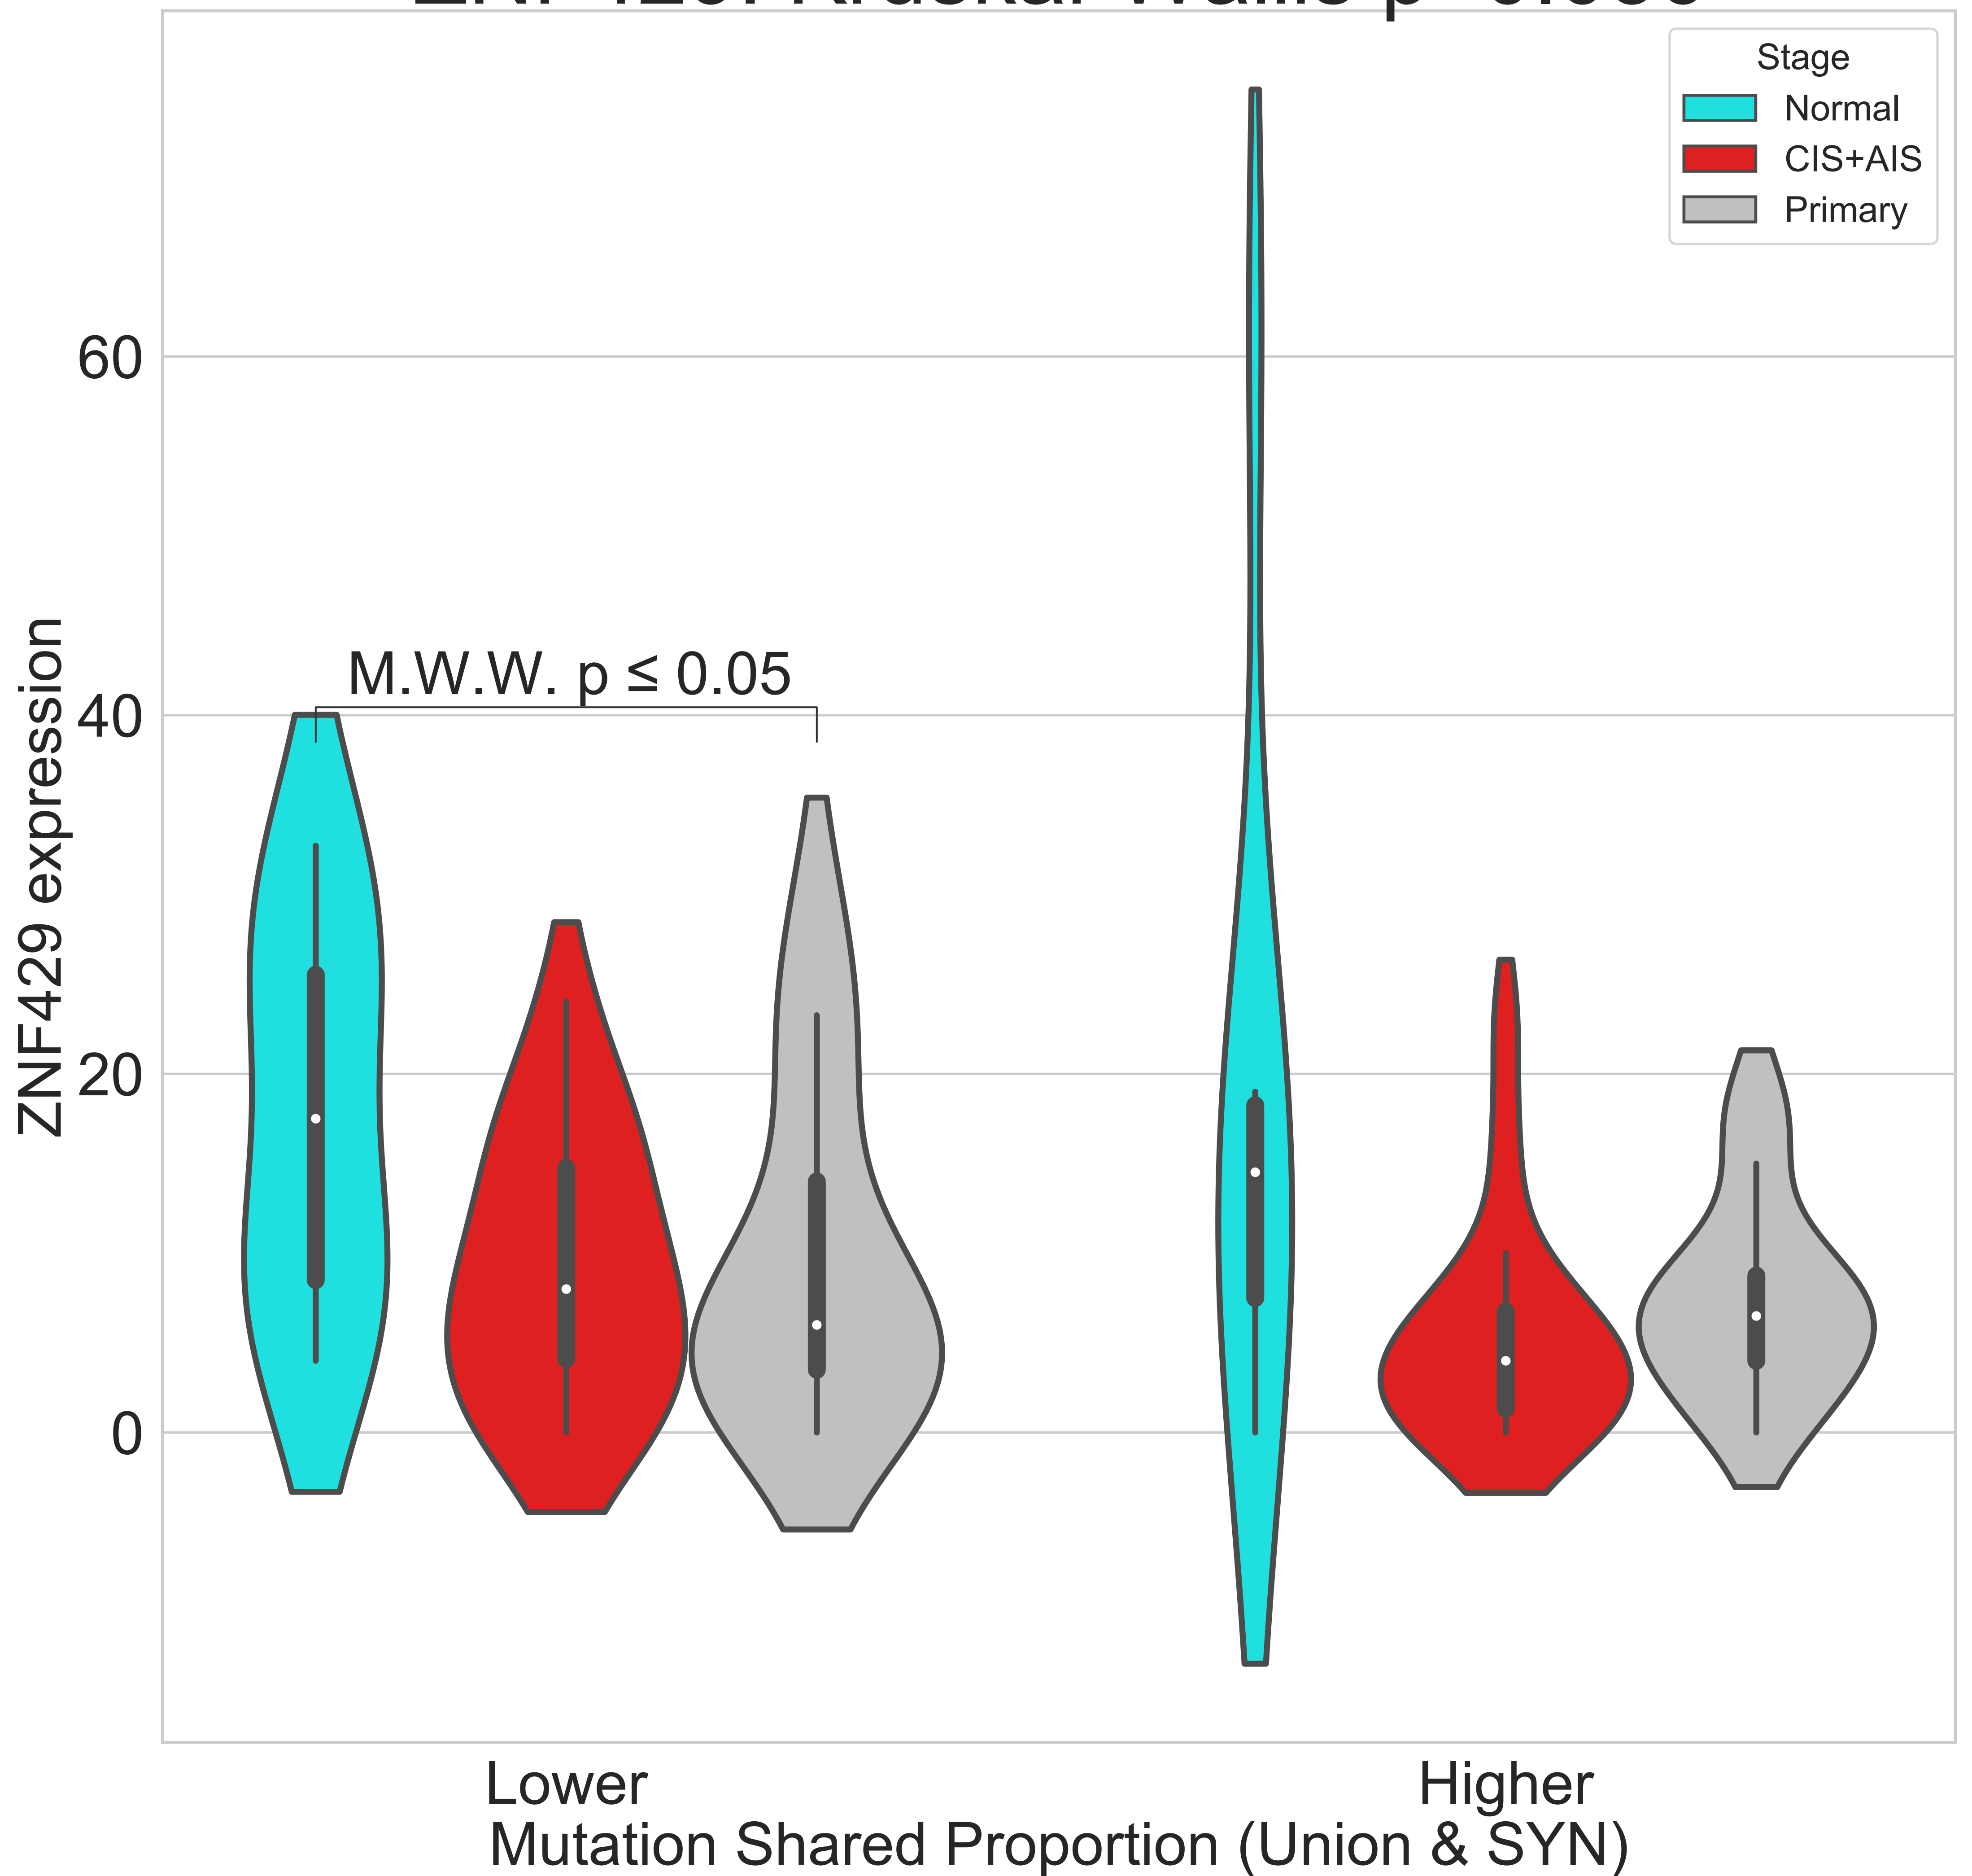 Stage
Normal
CIS+AIS
Primary
60
40
20
0
ZNF429 expression
M.W.W. p ≤ 0.05
Lower
Higher
Mutation Shared Proportion (Union & SYN)